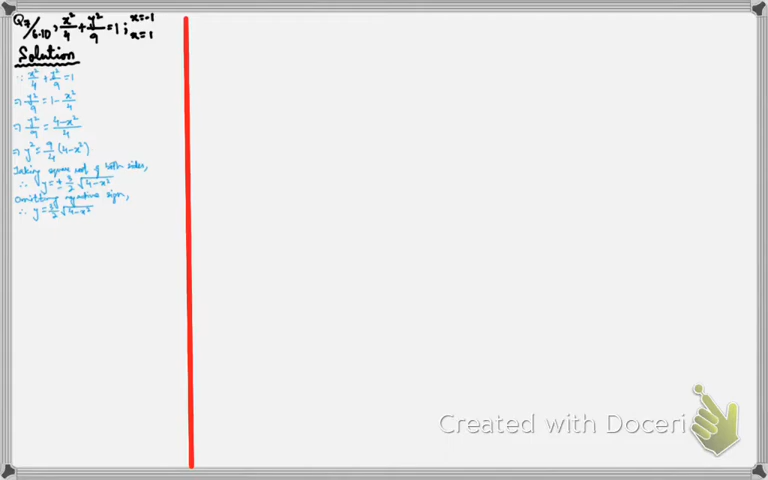 Q7/6.10, x²/4 + y²/9 = 1 ; x=-1
x=1
Solution
∵ x²/4 + y²/9 = 1
⇒ y²/9 = 1 - x²/4
⇒ y²/9 = 4-x²/4
⇒ y² = 9/4 (4-x²)
Taking square root of both sides,
∴ y = ± 3/2 √4-x²
Omitting negative sign,
∴ y = 3/2 √4-x²
Created with Doceri